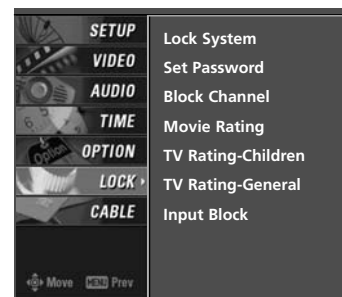 SETUP
VIDEO
AUDIO
TIME
OPTION
LOCK
CABLE
Move MENU Prev
Lock System
Set Password
Block Channel
Movie Rating
TV Rating-Children
TV Rating-General
Input Block